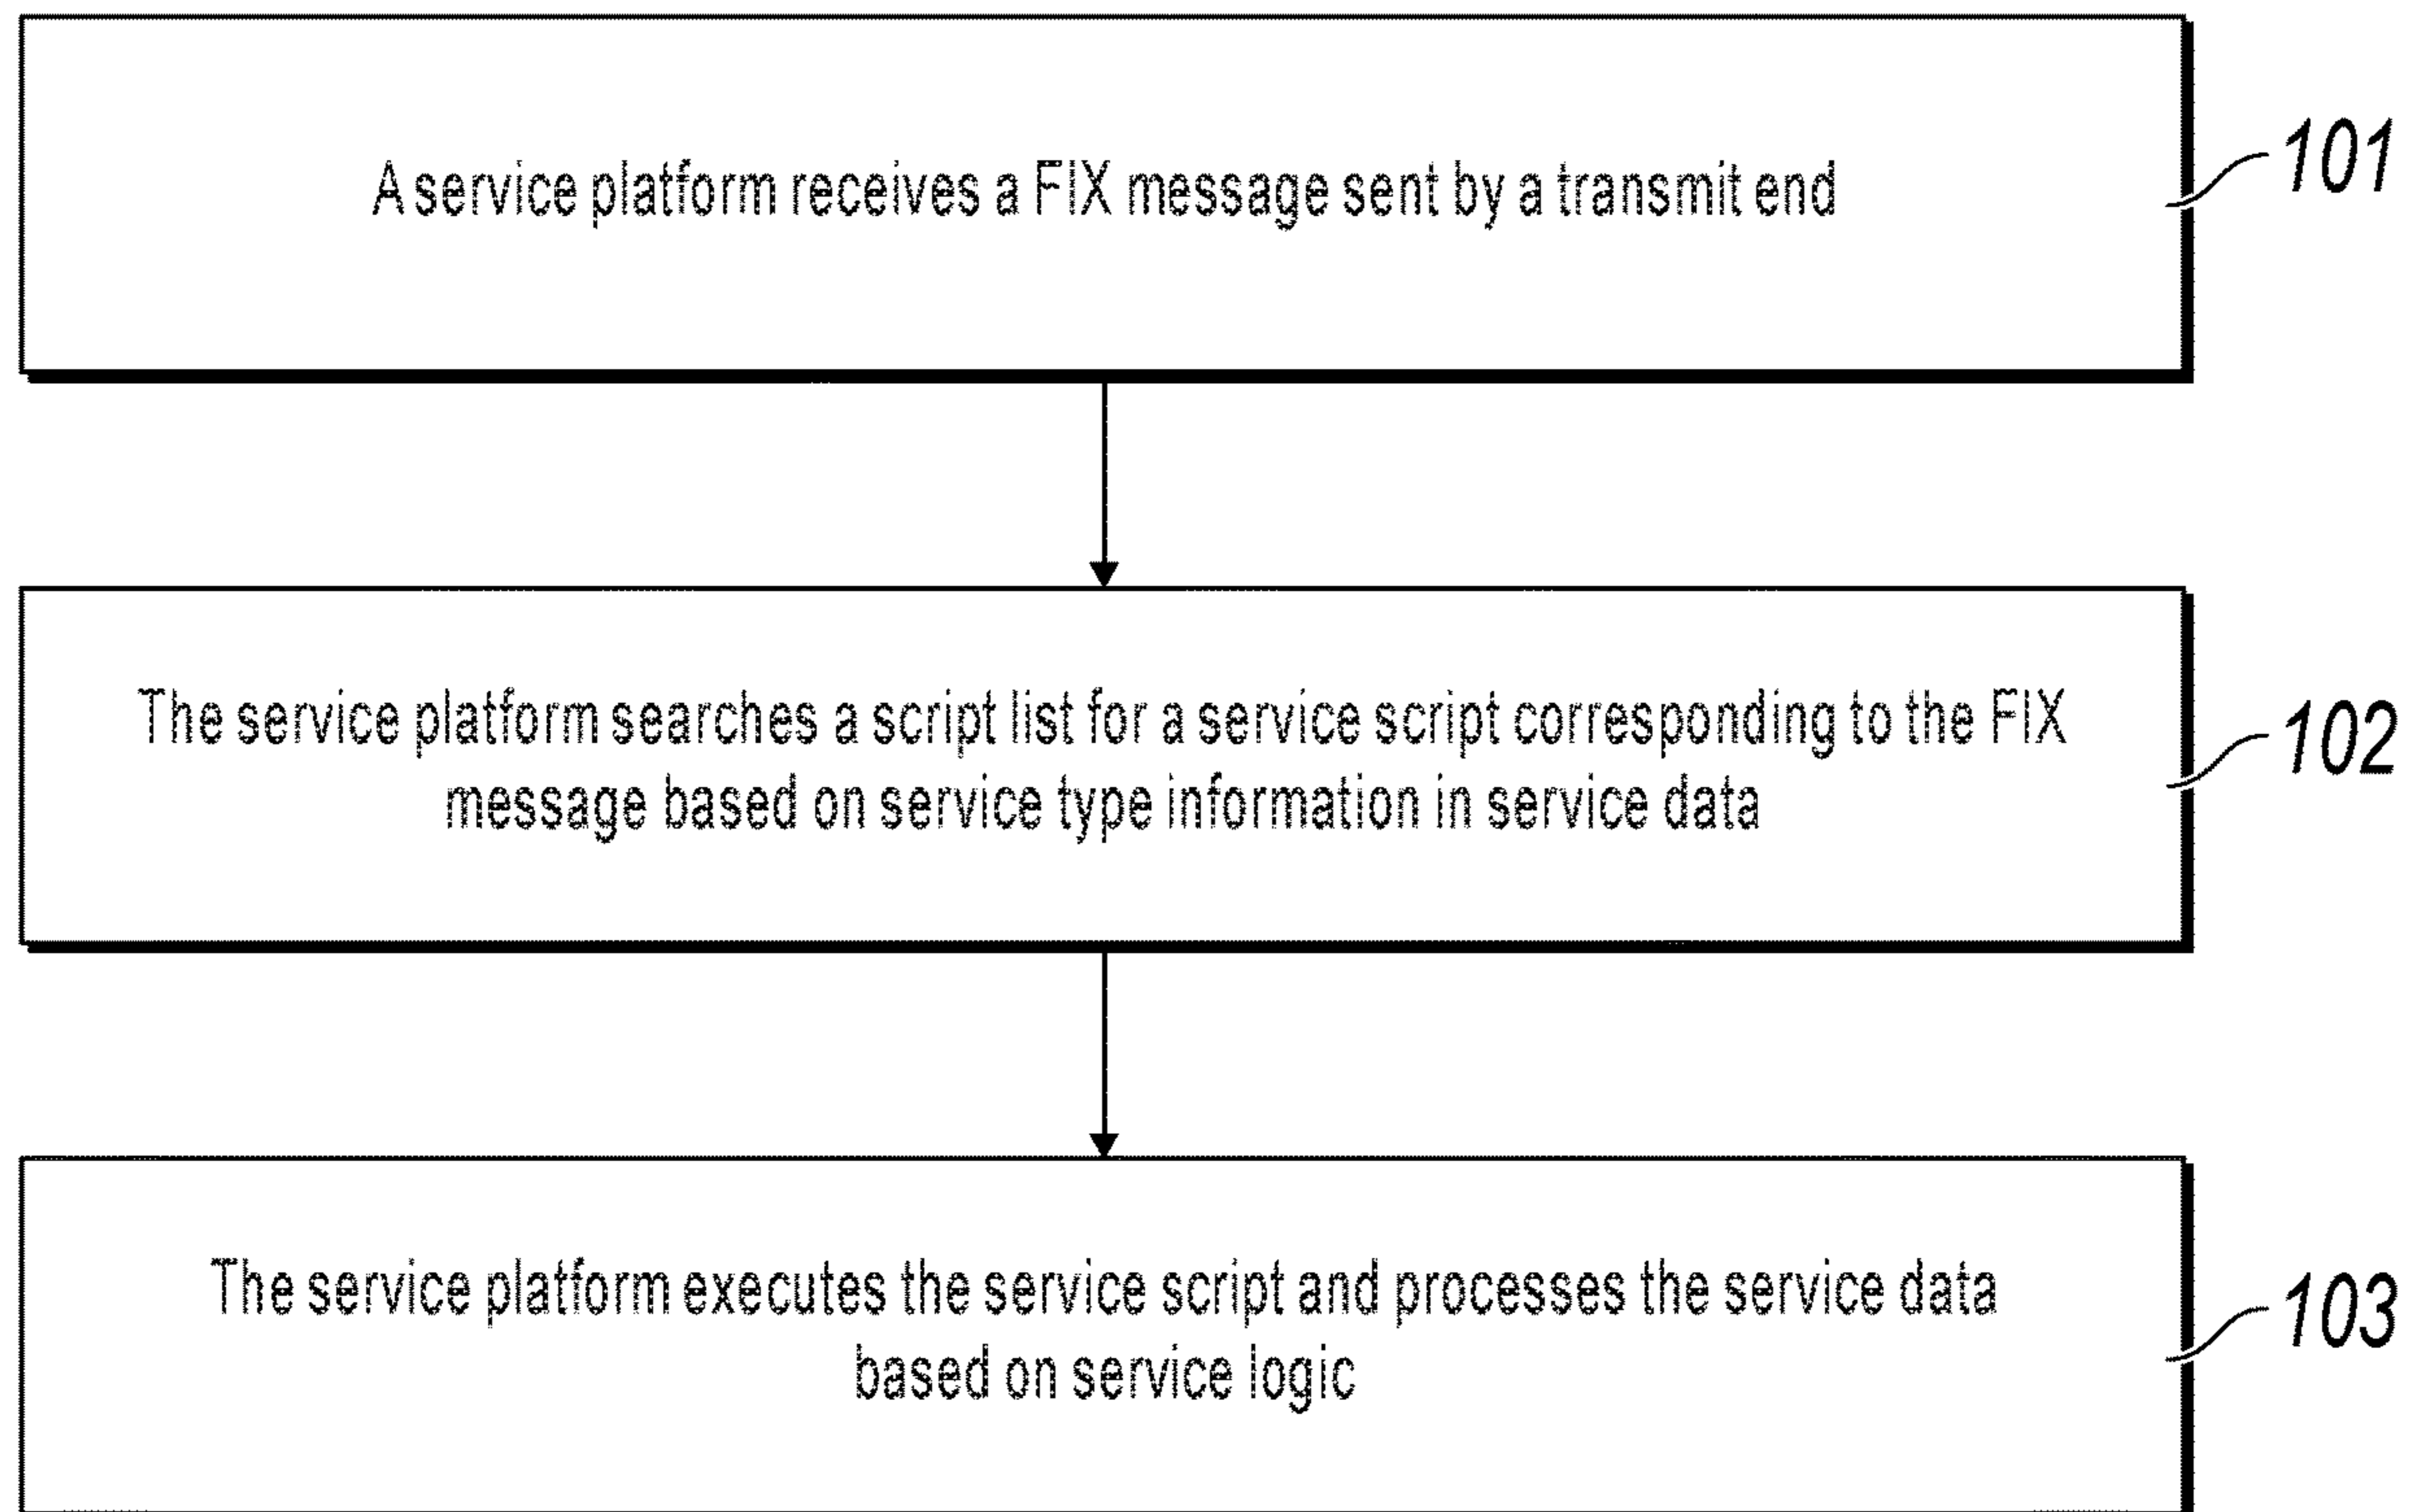 A service platform receives a FIX message sent by a transmit end
101
The service platform searches a script list for a service script corresponding to the FIX
message based on service type information in service data
102
The service platform executes the service script and processes the service data
based on service logic
103